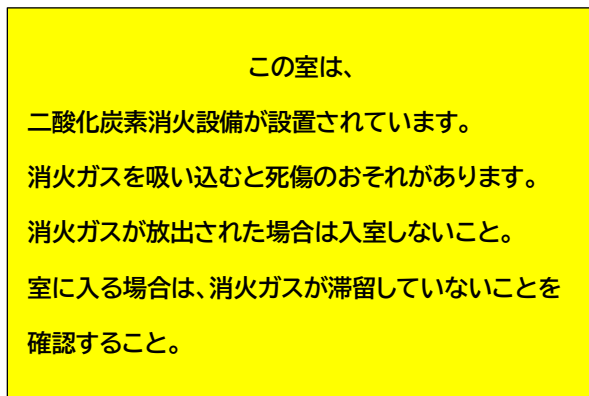 この室は、
二酸化炭素消火設備が設置されています。
消火ガスを吸い込むと死傷のおそれがあります。
消火ガスが放出された場合は入室しないこと。
室に入る場合は、消火ガスが滞留していないことを
確認すること。